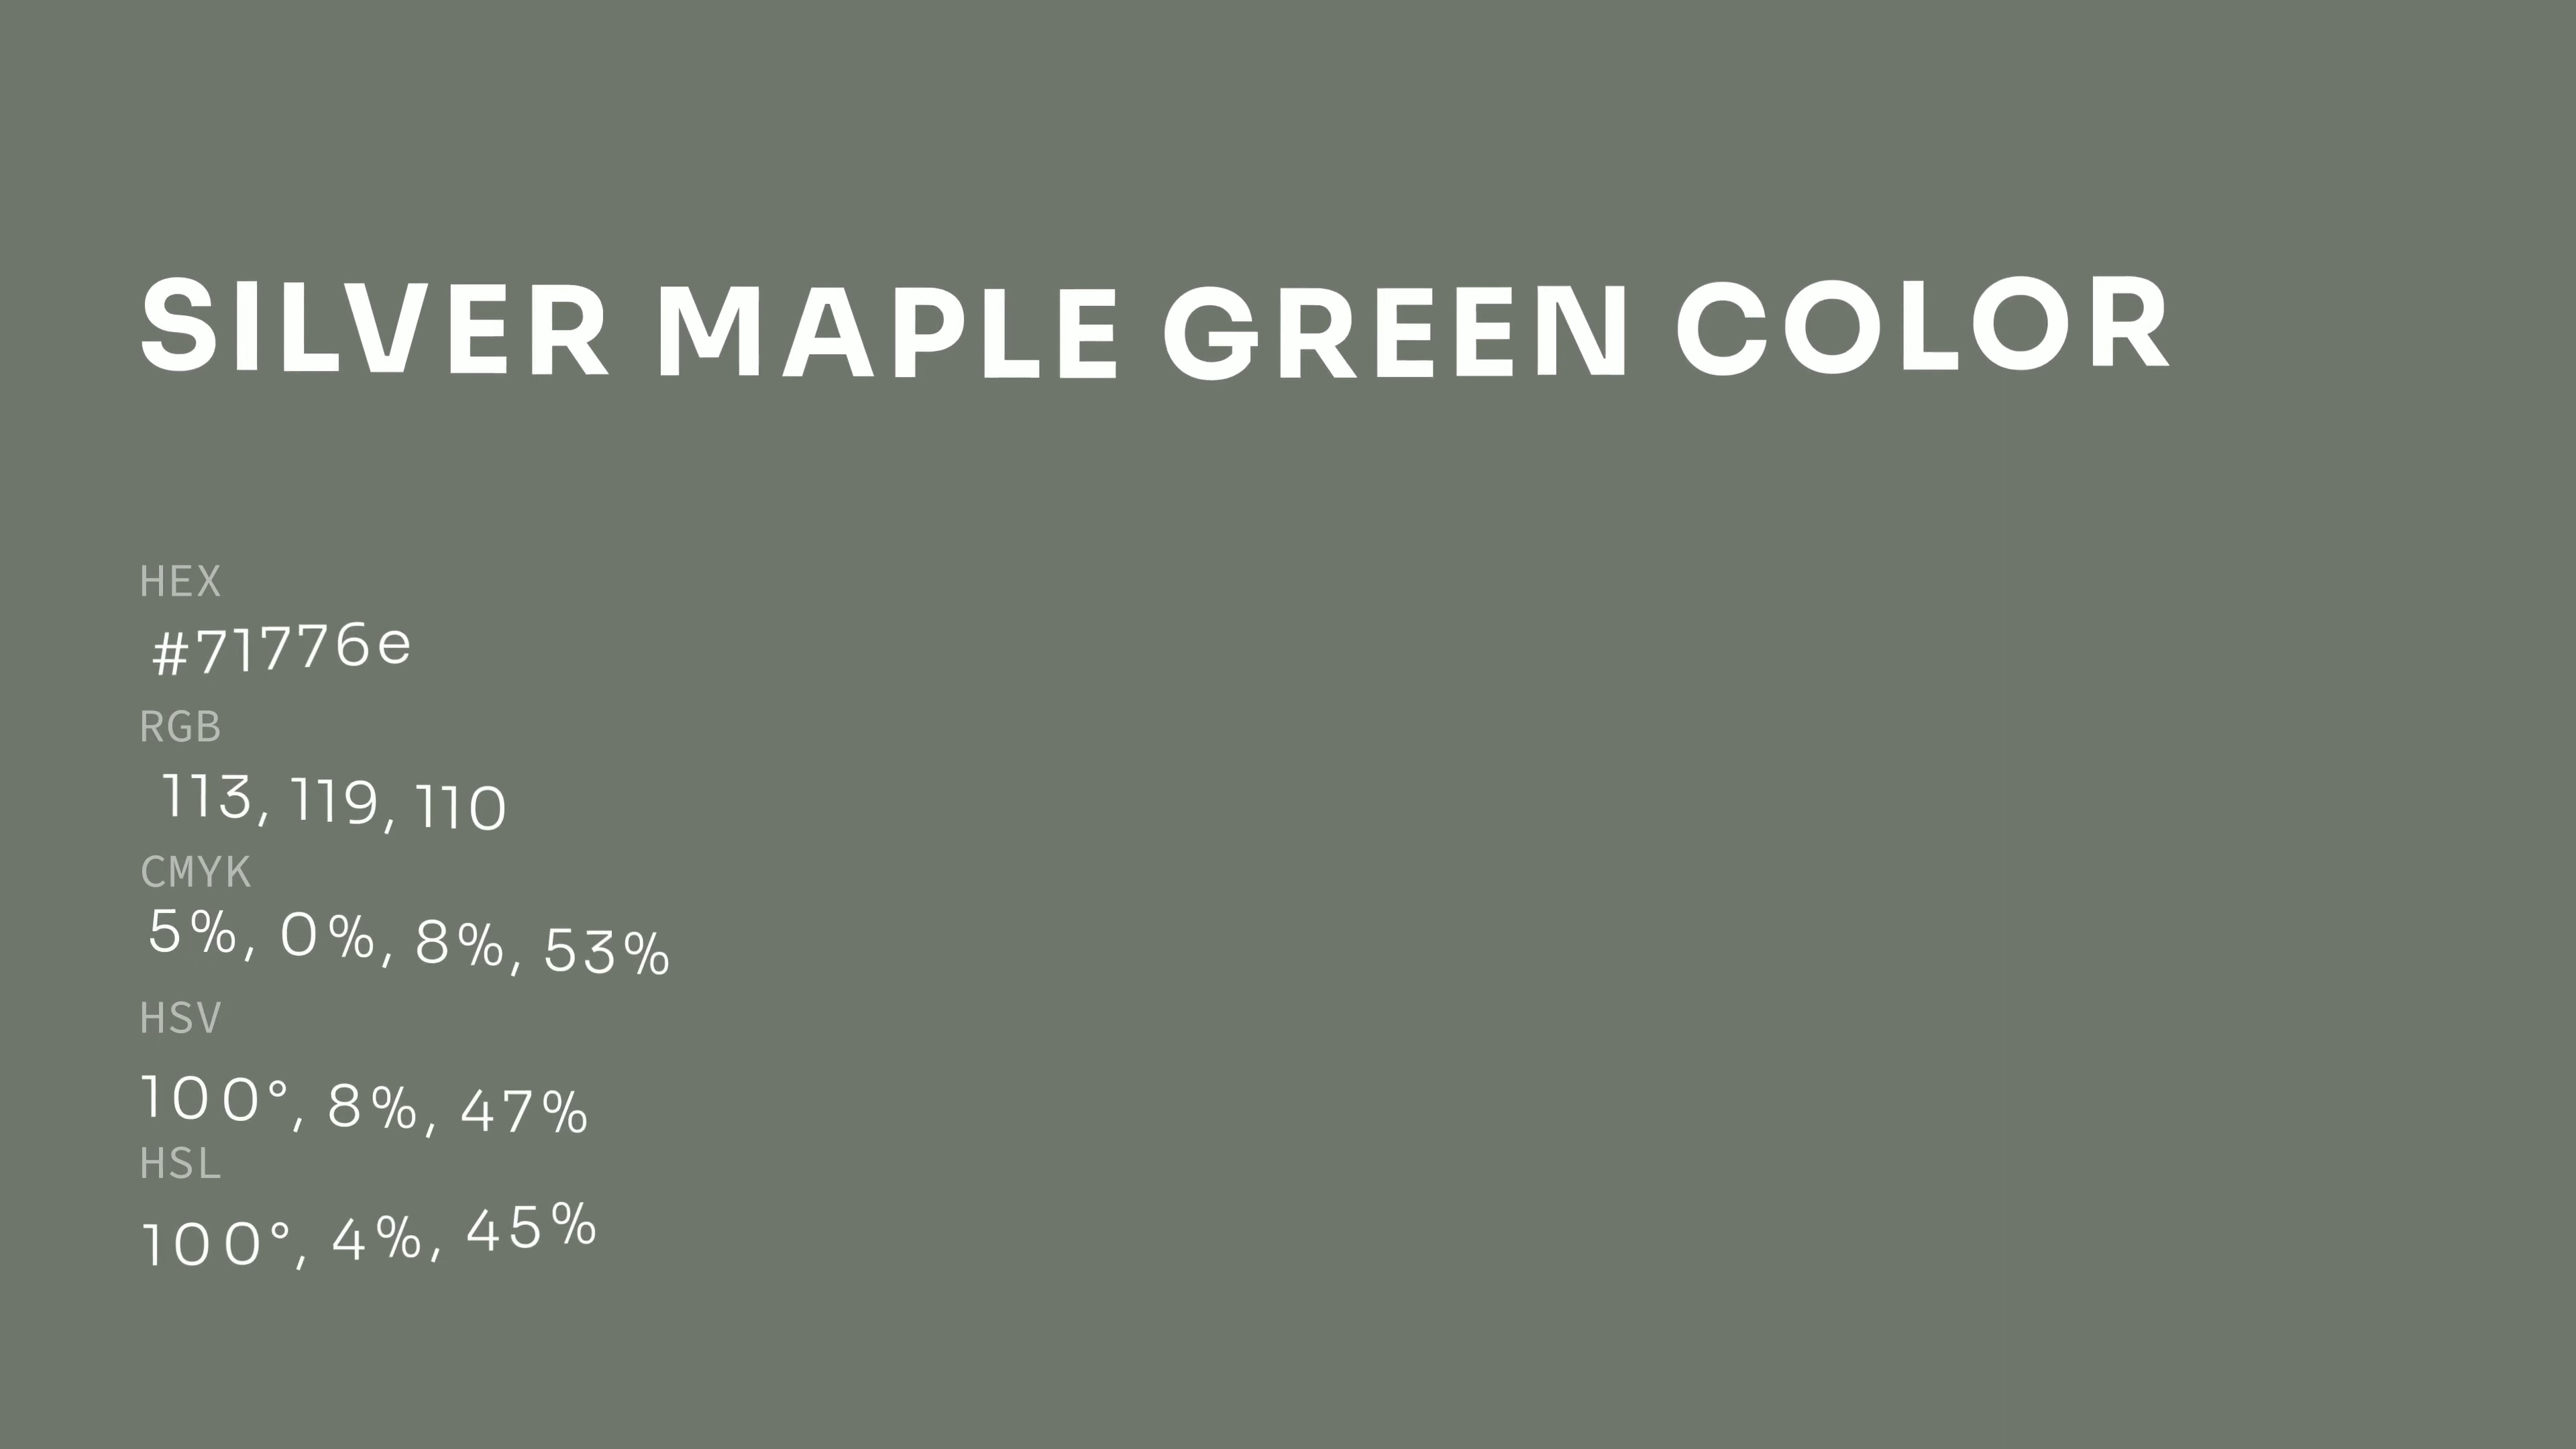 SILVER MAPLE GREEN COLOR
HEX
#71776e
RGB
113, 119, 110
CMYK
5%, 0%, 8%, 53%
HSV
100°, 8%, 47%
HSL
100°, 4%, 45%